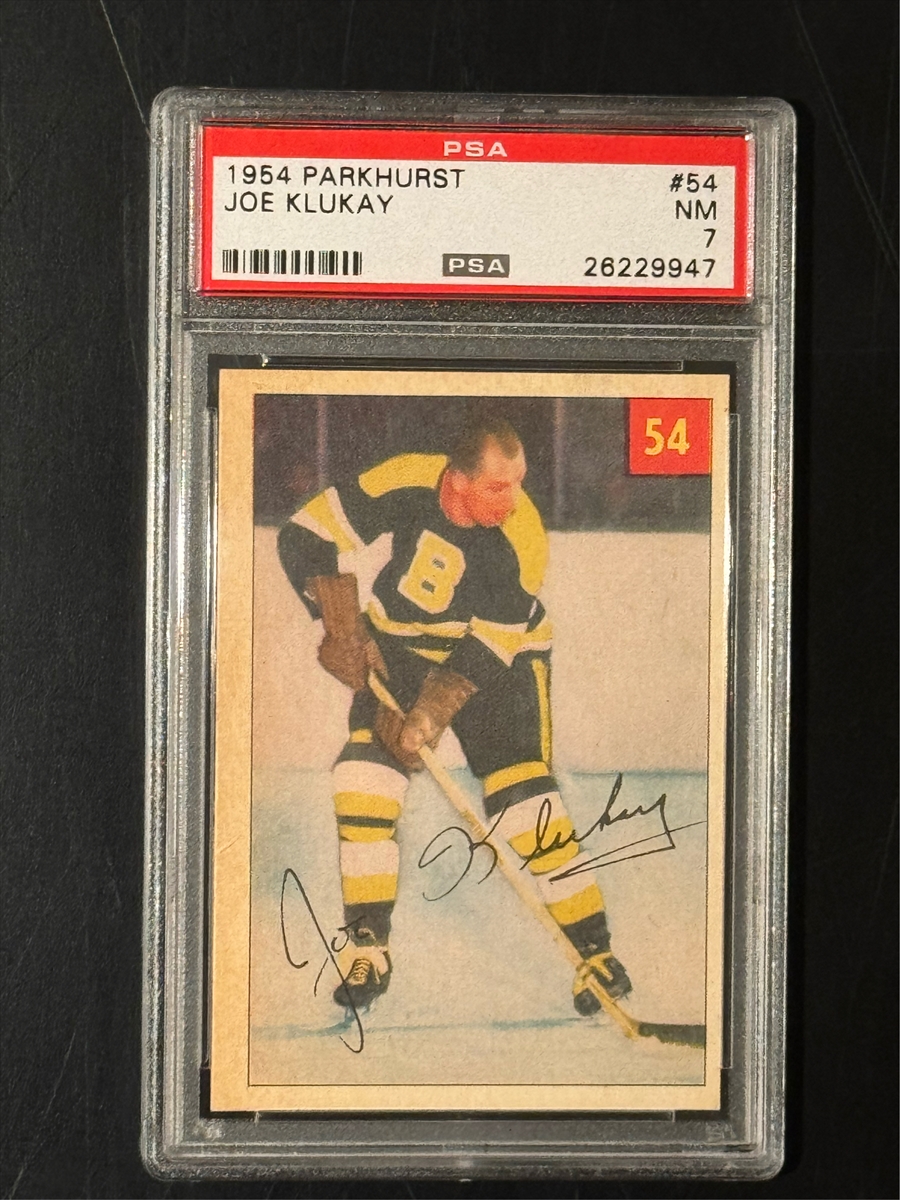 PSA
1954 PARKHURST #54
JOE KLUKAY NM
7
PSA 26229947
54
B
Joe Klukay